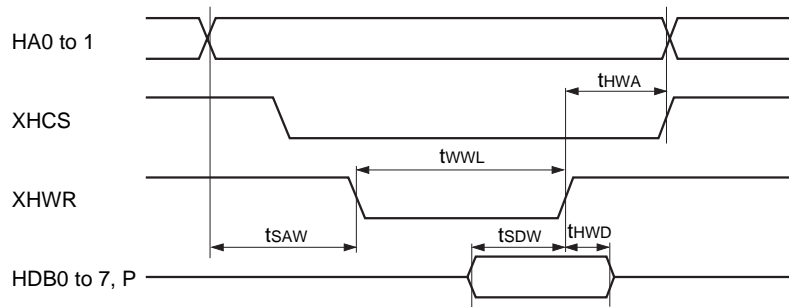 HA0 to 1
tHWA
XHCS
tWWL
XHWR
tSAW
tSDW
tHWD
HDB0 to 7, P